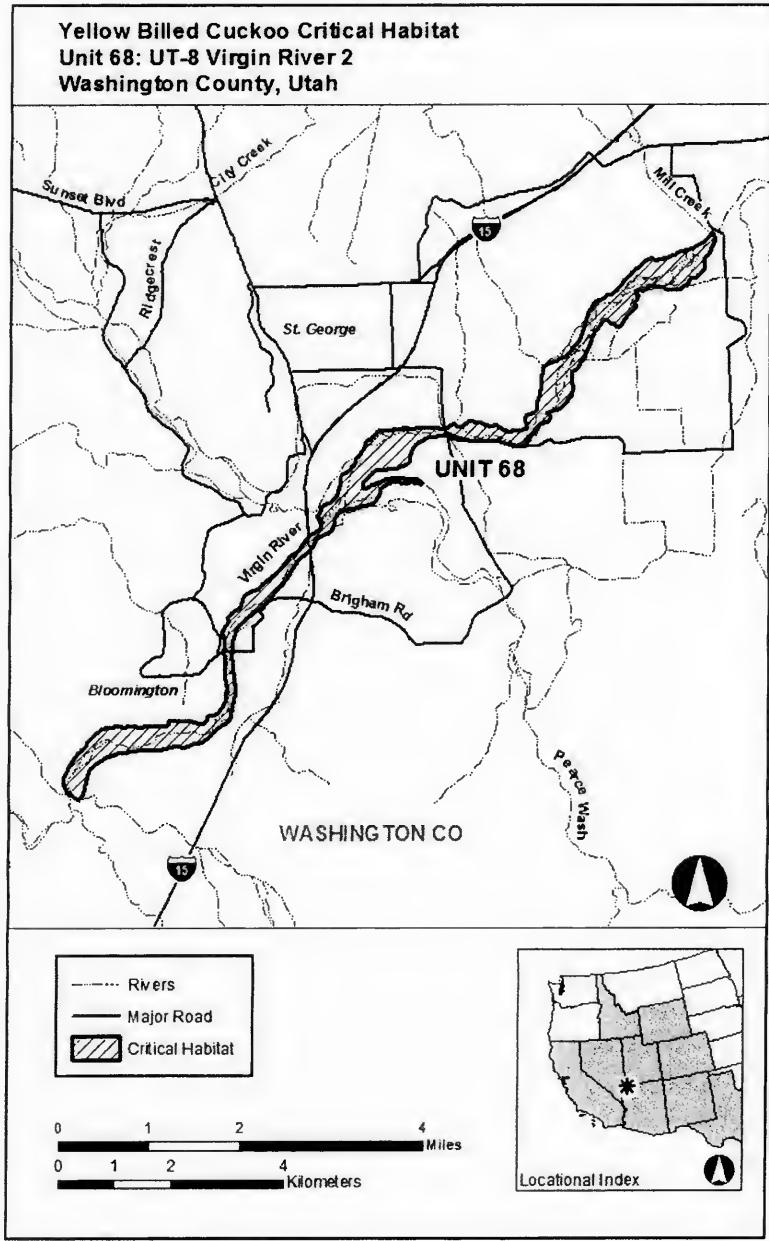 Yellow Billed Cuckoo Critical Habitat
Unit 68: UT-8 Virgin River 2
Washington County, Utah
City Creek
Sunset Blvd
Mill Creek
15
Ridgecrest
St. George
UNIT 68
Virgin River
Brigham Rd
Bloomington
Pearce Wash
WASHINGTON CO
15
Rivers
Major Road
Critical Habitat
0 1 2 4
Miles
0 1 2 4
Kilometers
Locational Index